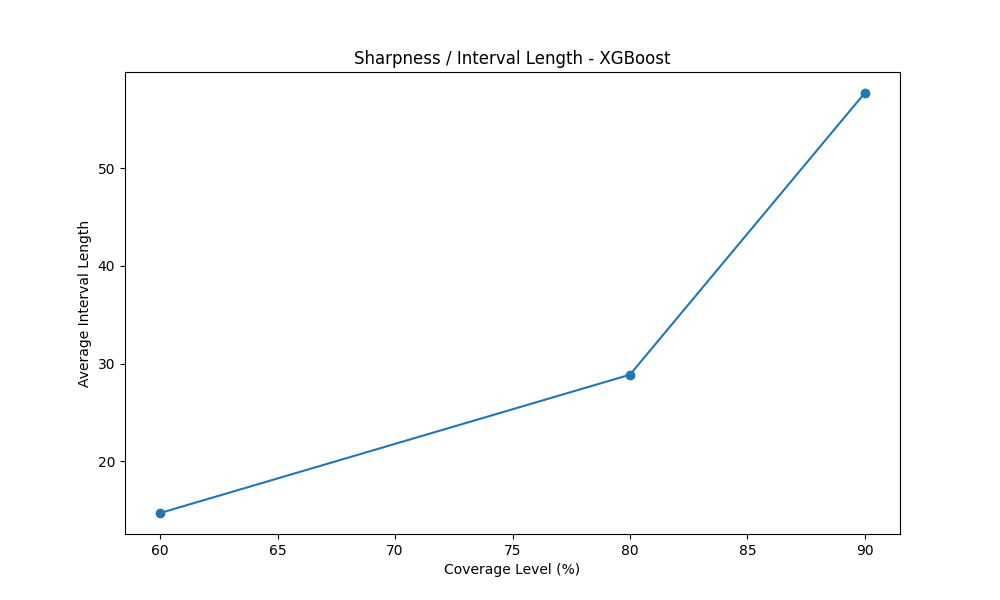 Sharpness / Interval Length - XGBoost
Average Interval Length
50
40
30
20
60 65 70 75 80 85 90
Coverage Level (%)